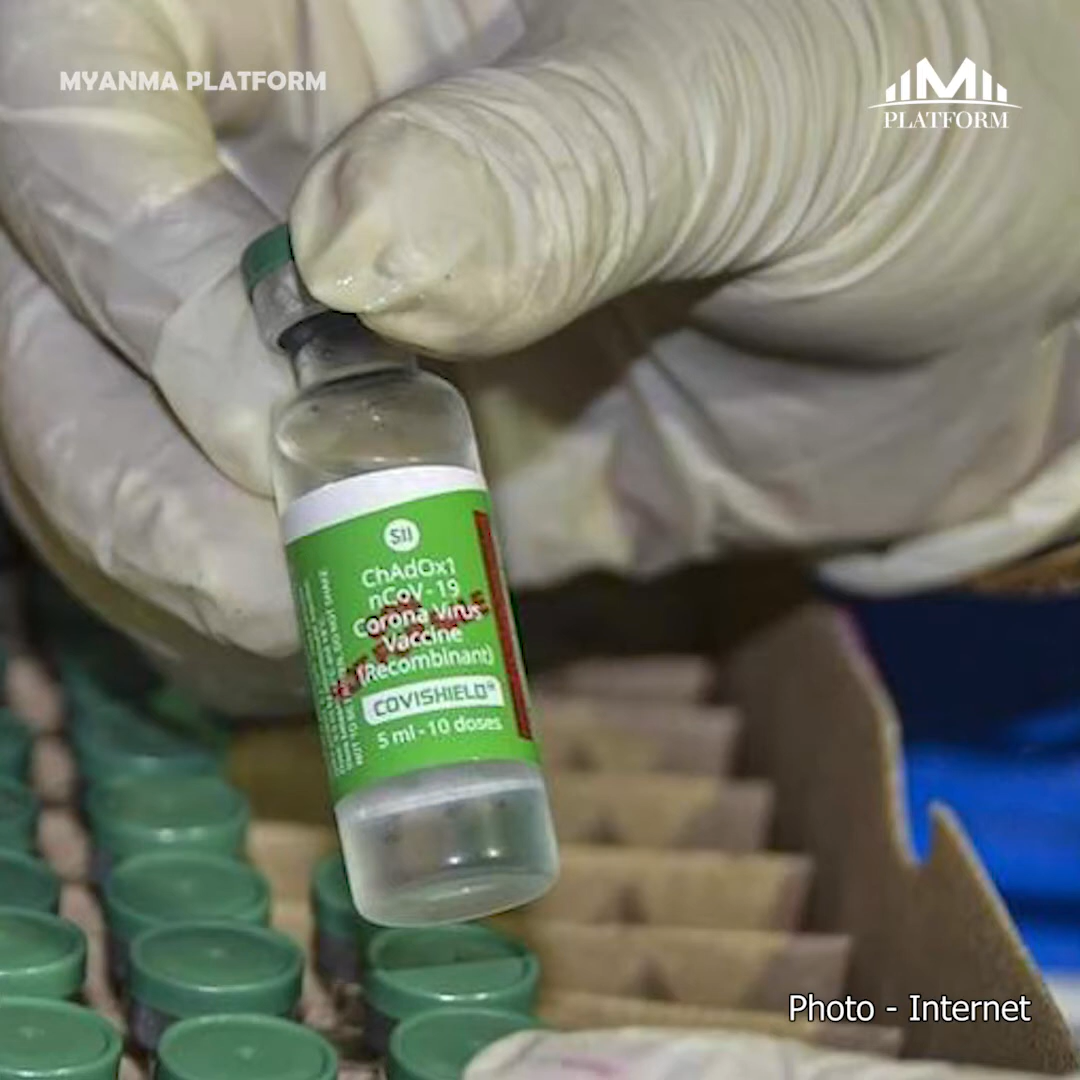 MYANMA PLATFORM
M
PLATFORM
SII
ChAdOx1
nCoV - 19
Corona Virus
Vaccine
(Recombinant)
COVISHIELD®
5 ml - 10 doses
Photo - Internet